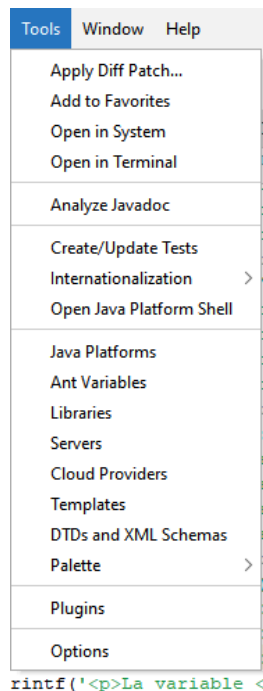 Tools Window Help
Apply Diff Patch...
Add to Favorites
Open in System
Open in Terminal
Analyze Javadoc
Create/Update Tests
Internationalization
Open Java Platform Shell
Java Platforms
Ant Variables
Libraries
Servers
Cloud Providers
Templates
DTDs and XML Schemas
Palette
Plugins
Options
rintf('<p>La variable <